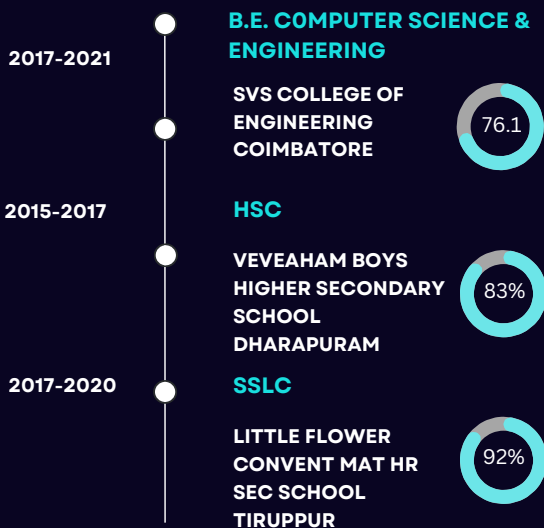 2017-2021
B.E. C0MPUTER SCIENCE &
ENGINEERING
SVS COLLEGE OF
ENGINEERING
COIMBATORE
76.1
2015-2017
HSC
VEVEAHAM BOYS
HIGHER SECONDARY
SCHOOL
DHARAPURAM
83%
2017-2020
SSLC
LITTLE FLOWER
CONVENT MAT HR
SEC SCHOOL
TIRUPPUR
92%